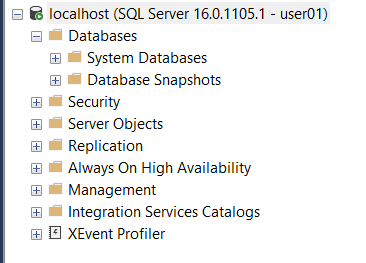 localhost (SQL Server 16.0.1105.1 - user01)
Databases
System Databases
Database Snapshots
Security
Server Objects
Replication
Always On High Availability
Management
Integration Services Catalogs
XEvent Profiler